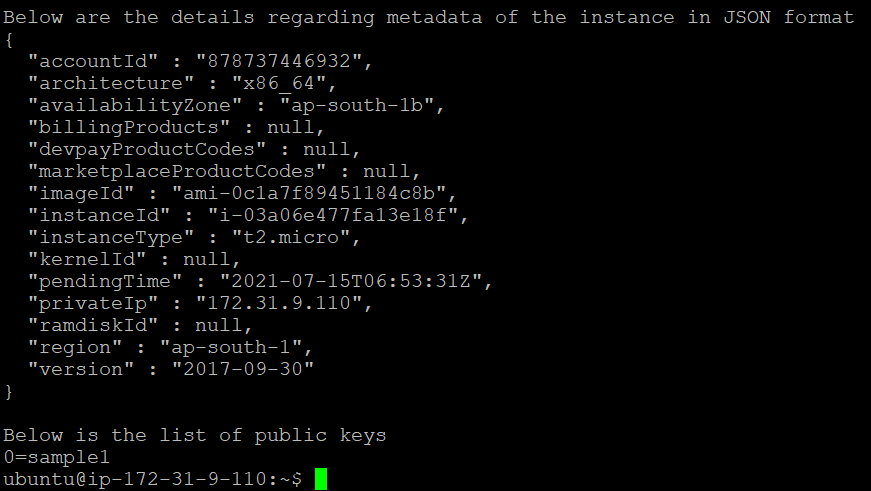 Below are the details regarding metadata of the instance in JSON format
{
  "accountId" : "878737446932",
  "architecture" : "x86_64",
  "availabilityZone" : "ap-south-1b",
  "billingProducts" : null,
  "devpayProductCodes" : null,
  "marketplaceProductCodes" : null,
  "imageId" : "ami-0c1a7f89451184c8b",
  "instanceId" : "i-03a06e477fa13e18f",
  "instanceType" : "t2.micro",
  "kernelId" : null,
  "pendingTime" : "2021-07-15T06:53:31Z",
  "privateIp" : "172.31.9.110",
  "ramdiskId" : null,
  "region" : "ap-south-1",
  "version" : "2017-09-30"
}

Below is the list of public keys
0=sample1
ubuntu@ip-172-31-9-110:~$